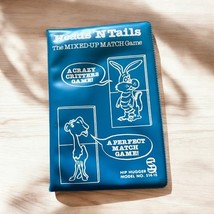 Heads 'N Tails
The MIXED-UP MATCH Game
A CRAZY
CRITTERS
GAME!
A PERFECT
MATCH
GAME!
HIP HUGGER
MODEL NO.